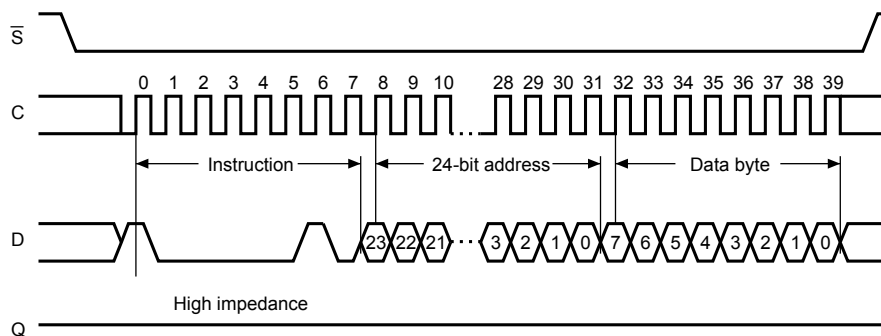 S̅
0 1 2 3 4 5 6 7 8 9 10 28 29 30 31 32 33 34 35 36 37 38 39
C
Instruction 24-bit address Data byte
D
23 22 21 3 2 1 0 7 6 5 4 3 2 1 0
High impedance
Q